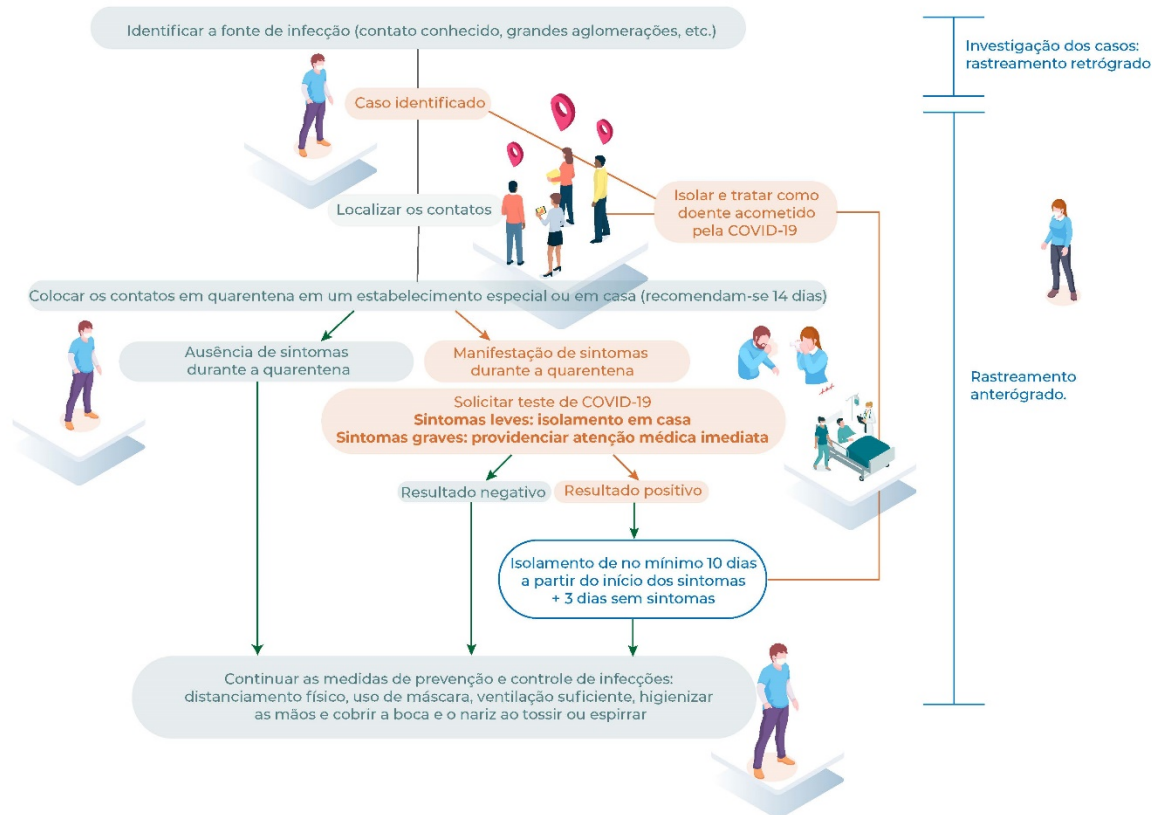 Identificar a fonte de infecção (contato conhecido, grandes aglomerações, etc.)
Investigação dos casos:
rastreamento retrógrado
Caso identificado
Localizar os contatos
Isolar e tratar como
doente acometido
pela COVID-19
Colocar os contatos em quarentena em um estabelecimento especial ou em casa (recomendam-se 14 dias)
Ausência de sintomas
durante a quarentena
Manifestação de sintomas
durante a quarentena
Rastreamento
anterógrado.
Solicitar teste de COVID-19
Sintomas leves: isolamento em casa
Sintomas graves: providenciar atenção médica imediata
Resultado negativo
Resultado positivo
Isolamento de no mínimo 10 dias
a partir do início dos sintomas
+ 3 dias sem sintomas
Continuar as medidas de prevenção e controle de infecções:
distanciamento físico, uso de máscara, ventilação suficiente, higienizar
as mãos e cobrir a boca e o nariz ao tossir ou espirrar